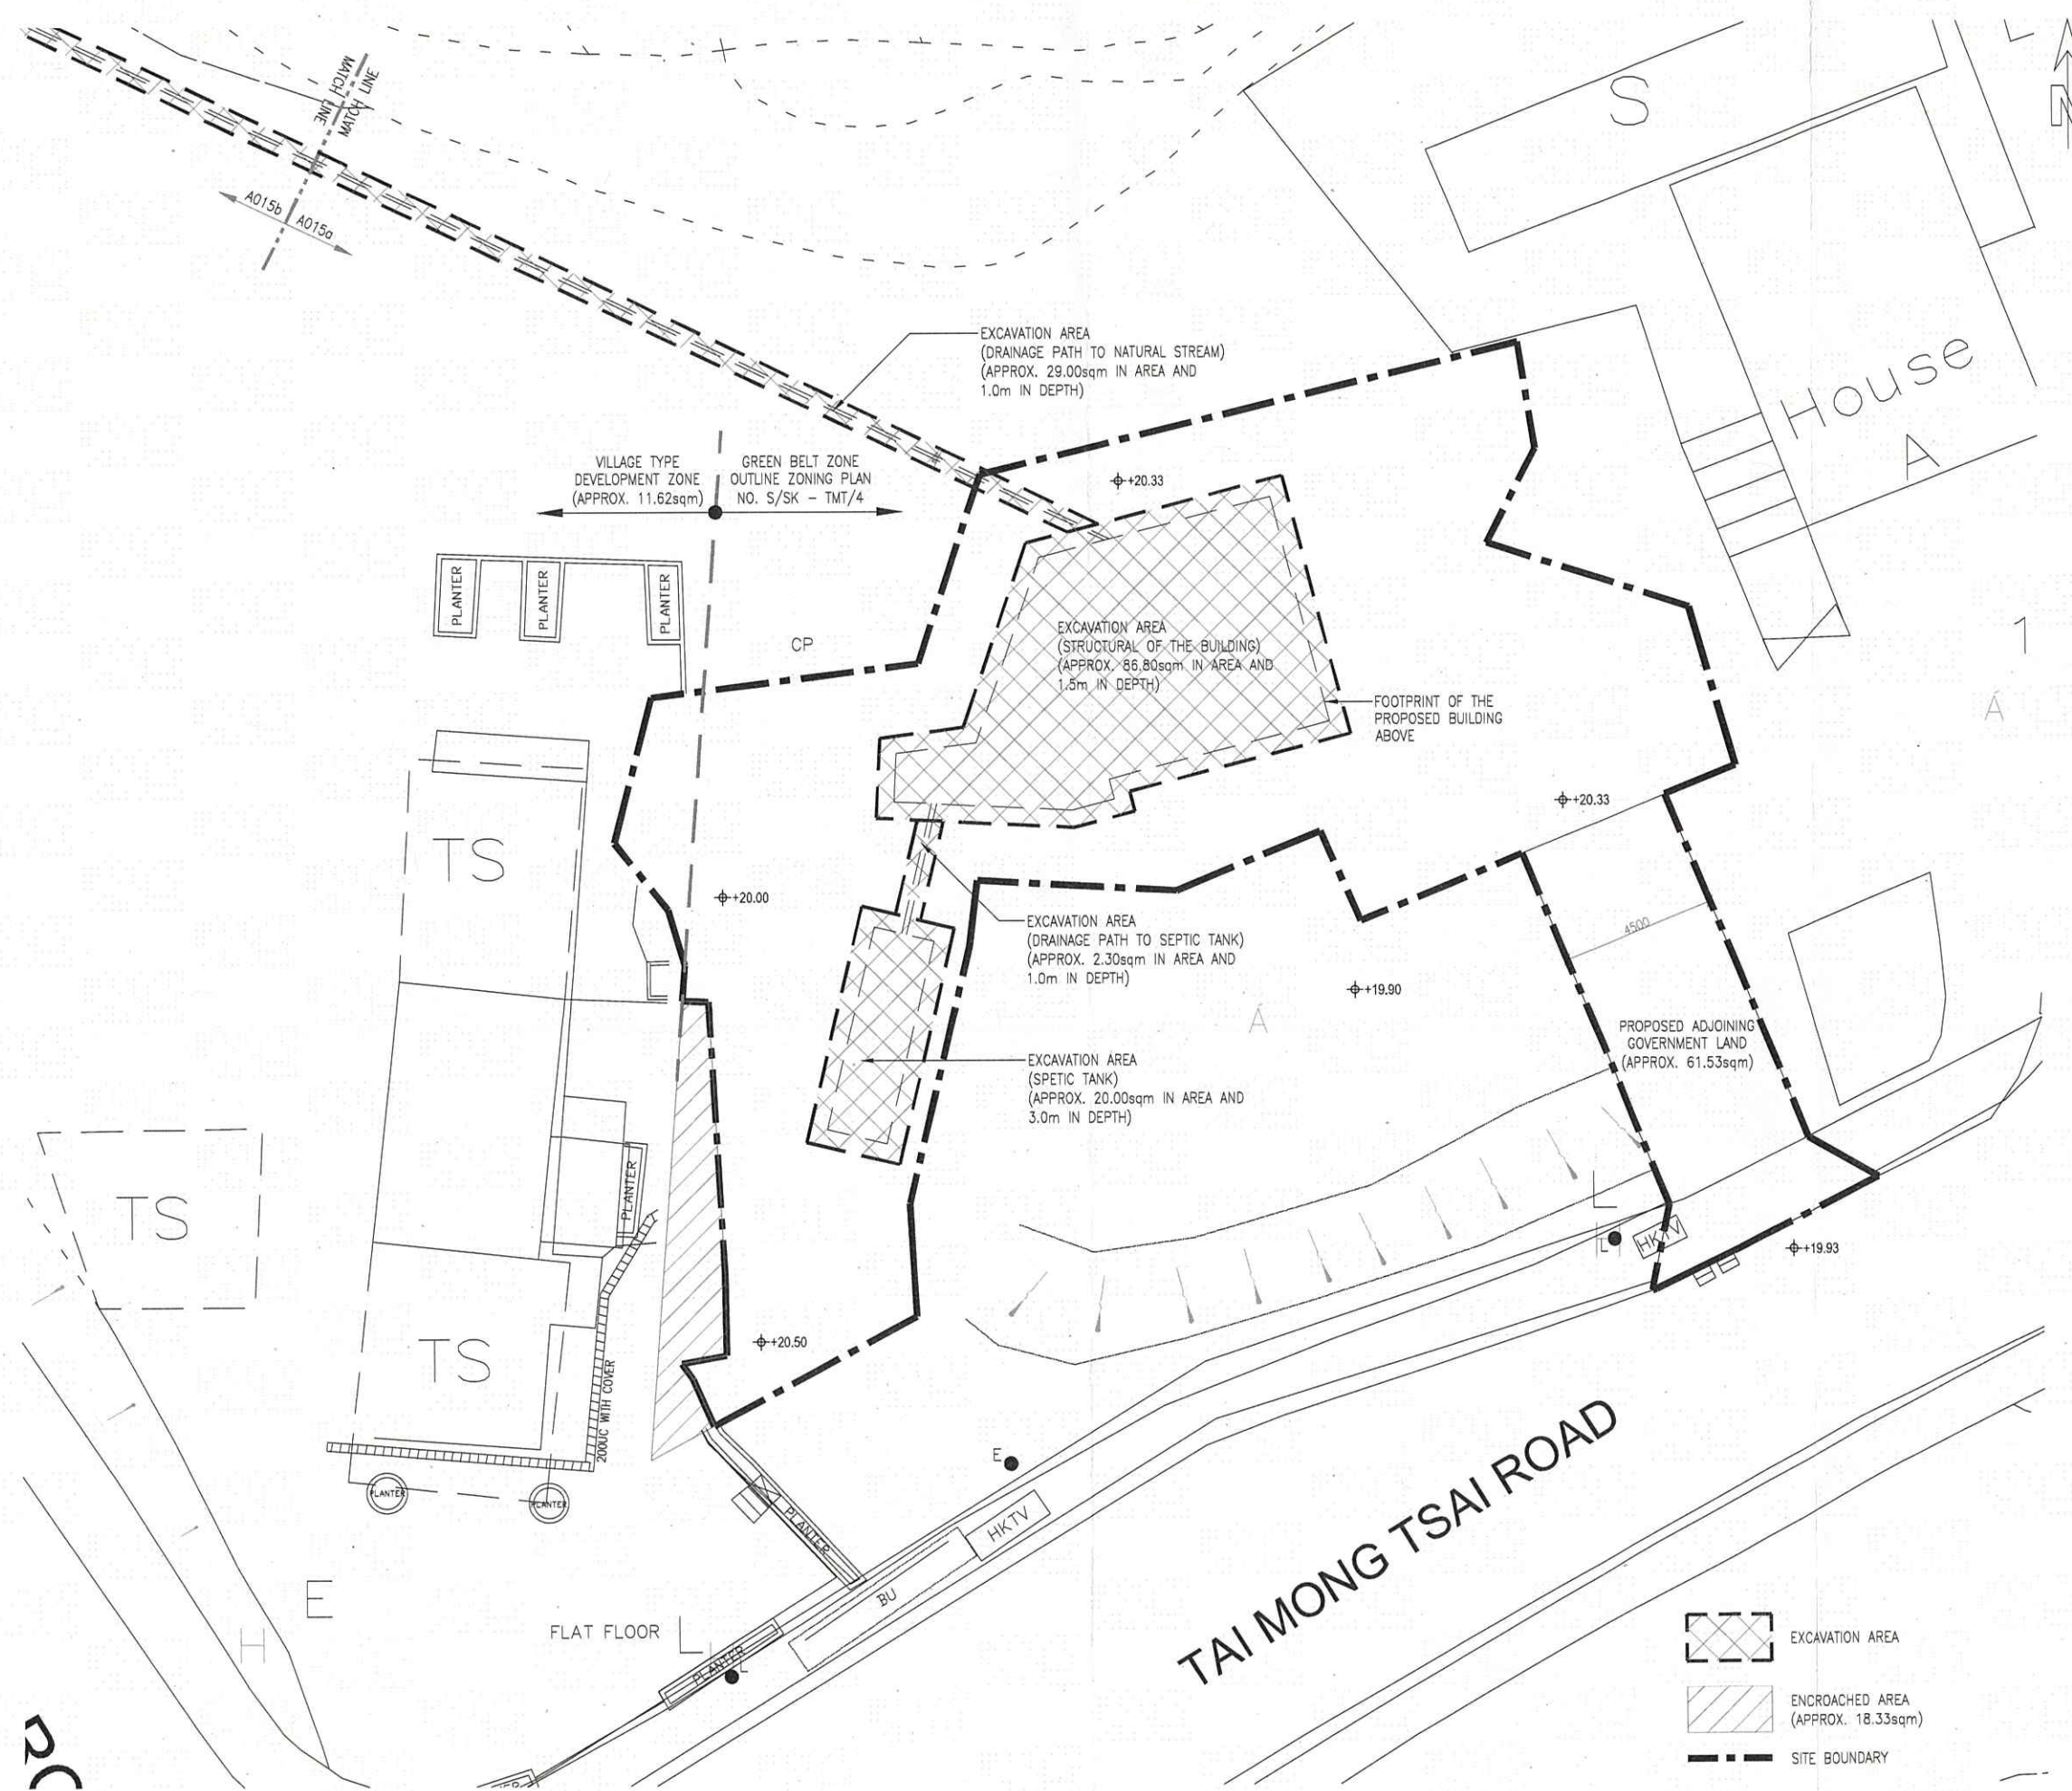 MATCH LINE
MATCH LINE
A015b
A015a
S
N
EXCAVATION AREA
(DRAINAGE PATH TO NATURAL STREAM)
(APPROX. 29.00sqm IN AREA AND
1.0m IN DEPTH)
House
A
VILLAGE TYPE
DEVELOPMENT ZONE
(APPROX. 11.62sqm)
GREEN BELT ZONE
OUTLINE ZONING PLAN
NO. S/SK - TMT/4
+20.33
PLANTER
PLANTER
PLANTER
CP
EXCAVATION AREA
(STRUCTURAL OF THE BUILDING)
(APPROX. 86.80sqm IN AREA AND
1.5m IN DEPTH)
1
A
FOOTPRINT OF THE
PROPOSED BUILDING
ABOVE
TS
+20.33
+20.00
EXCAVATION AREA
(DRAINAGE PATH TO SEPTIC TANK)
(APPROX. 2.30sqm IN AREA AND
1.0m IN DEPTH)
4500
+19.90
A
PROPOSED ADJOINING
GOVERNMENT LAND
(APPROX. 61.53sqm)
EXCAVATION AREA
(SPETIC TANK)
(APPROX. 20.00sqm IN AREA AND
3.0m IN DEPTH)
TS
PLANTER
L
L
HKTV
+19.93
TS
+20.50
200UC WITH COVER
PLANTER
PLANTER
E
PLANTER
HKTV
BU
TAI MONG TSAI ROAD
E
H
FLAT FLOOR
L
PLANTER
L
EXCAVATION AREA
ENCROACHED AREA
(APPROX. 18.33sqm)
SITE BOUNDARY